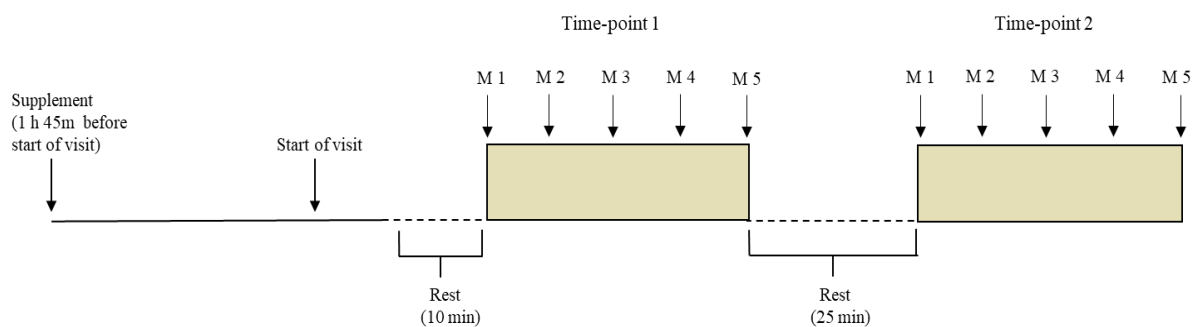 Time-point 1
Time-point 2
M 1 M 2 M 3 M 4 M 5
M 1 M 2 M 3 M 4 M 5
Supplement
(1 h 45m before
start of visit)
Start of visit
Rest
(10 min)
Rest
(25 min)